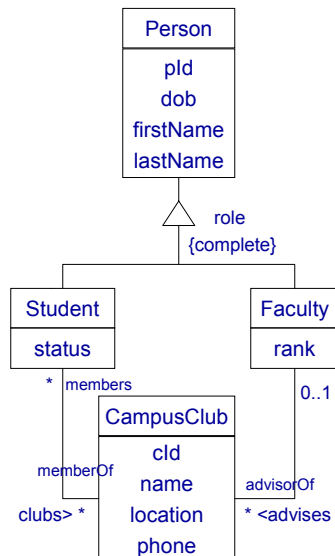 Person
pId
dob
firstName
lastName
role
{complete}
Student
status
Faculty
rank
* members
0..1
CampusClub
cId
name
location
phone
memberOf
clubs> *
advisorOf
* <advises